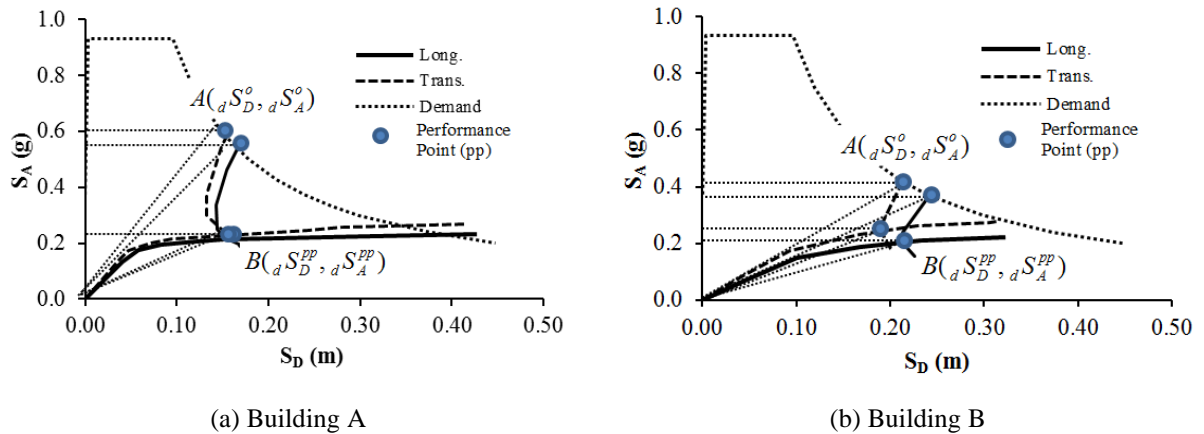 1.0
0.8
0.6
0.4
0.2
0.0
S_A (g)
0.00 0.10 0.20 0.30 0.40 0.50
S_D (m)
Long.
Trans.
Demand
Performance
Point (pp)
A(_dS_D^o, _dS_A^o)
B(_dS_D^{pp}, _dS_A^{pp})
(a) Building A
1.0
0.8
0.6
0.4
0.2
0.0
S_A (g)
0.00 0.10 0.20 0.30 0.40 0.50
S_D (m)
Long.
Trans.
Demand
Performance
Point (pp)
A(_dS_D^o, _dS_A^o)
B(_dS_D^{pp}, _dS_A^{pp})
(b) Building B